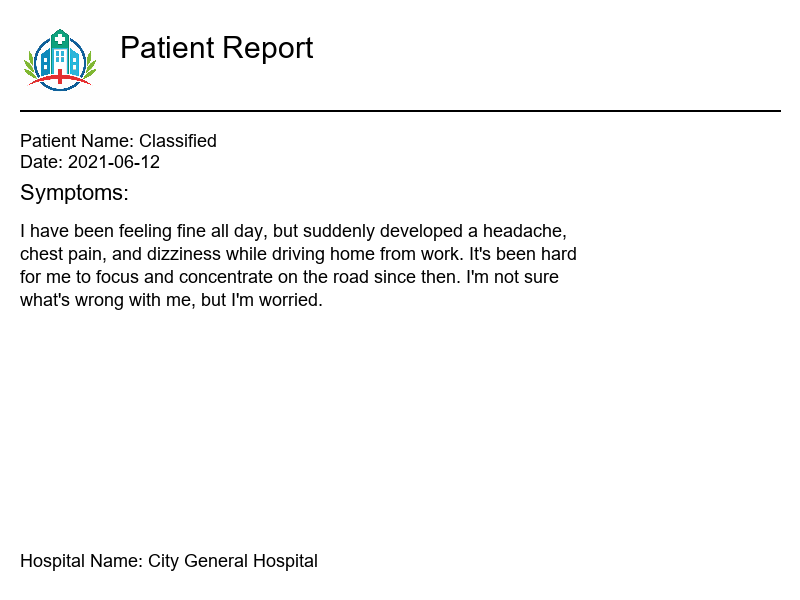 Patient Report
Patient Name: Classified
Date: 2021-06-12
Symptoms:
I have been feeling fine all day, but suddenly developed a headache,
chest pain, and dizziness while driving home from work. It's been hard
for me to focus and concentrate on the road since then. I'm not sure
what's wrong with me, but I'm worried.
Hospital Name: City General Hospital